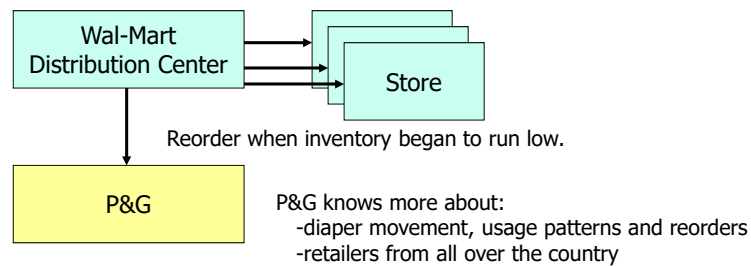 Wal-Mart
Distribution Center
Store
Reorder when inventory began to run low.
P&G
P&G knows more about:
-diaper movement, usage patterns and reorders
-retailers from all over the country